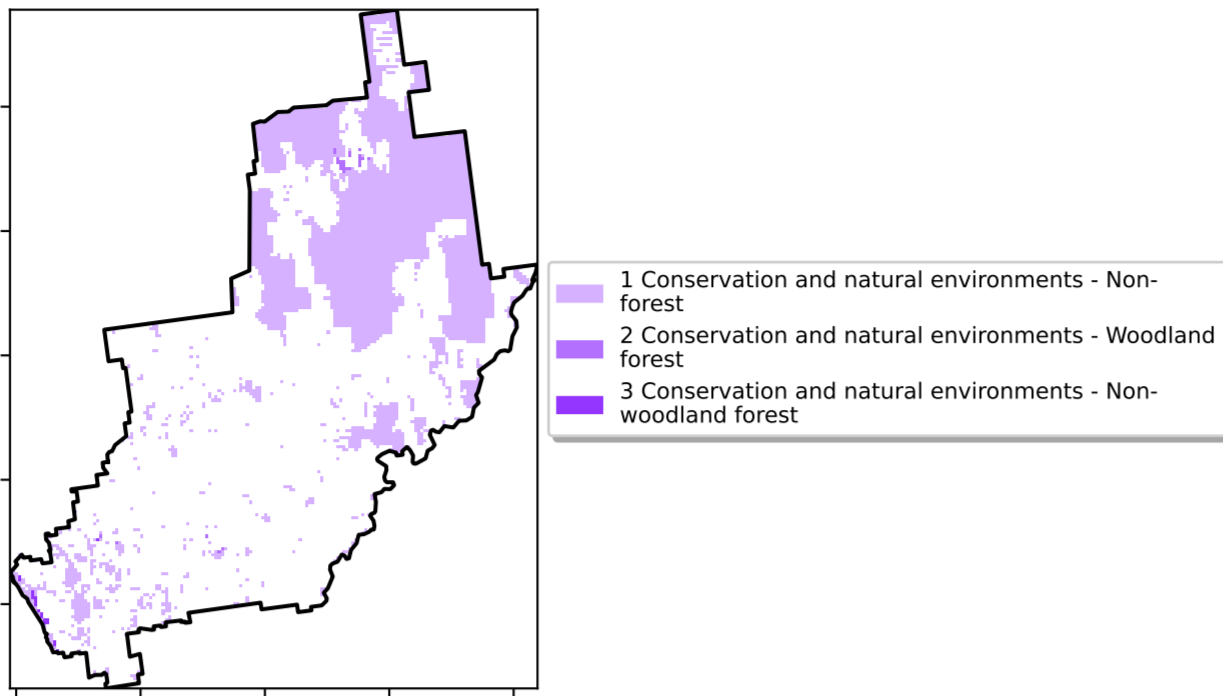 1 Conservation and natural environments - Non-
forest
2 Conservation and natural environments - Woodland
forest
3 Conservation and natural environments - Non-
woodland forest